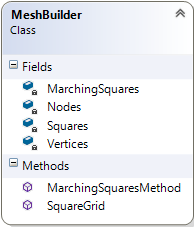 MeshBuilder
Class
Fields
MarchingSquares
Nodes
Squares
Vertices
Methods
MarchingSquaresMethod
SquareGrid